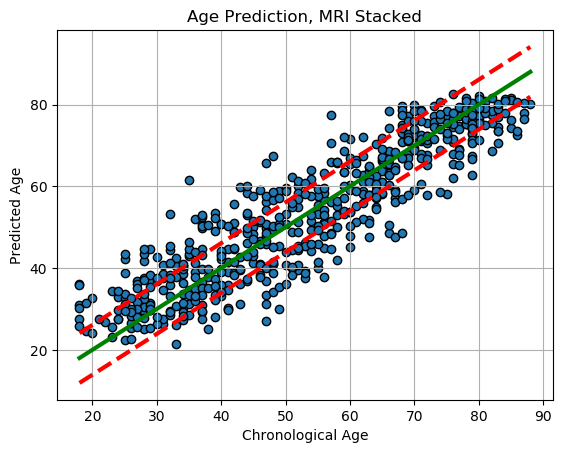 Age Prediction, MRI Stacked
Predicted Age
80
60
40
20
20 30 40 50 60 70 80 90
Chronological Age